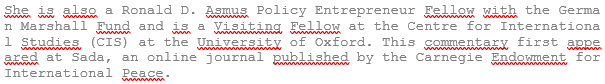 She is also a Ronald D. Asmus Policy Entrepreneur Fellow with the Germa
n Marshall Fund and is a Visiting Fellow at the Centre for Internationa
l Studies (CIS) at the University of Oxford. This commentary first appe
ared at Sada, an online journal published by the Carnegie Endowment for
International Peace.